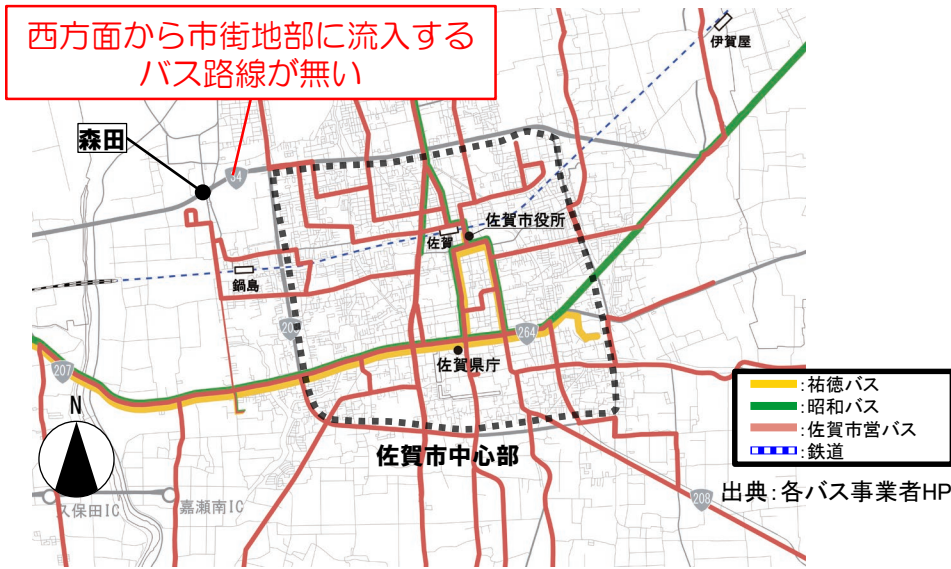 西方面から市街地部に流入する
バス路線が無い
伊賀屋
森田
34
佐賀市役所
佐賀
鍋島
207
264
佐賀県庁
207
N
佐賀市中心部
久保田IC
嘉瀬南IC
208
:祐徳バス
:昭和バス
:佐賀市営バス
:鉄道
出典:各バス事業者HP